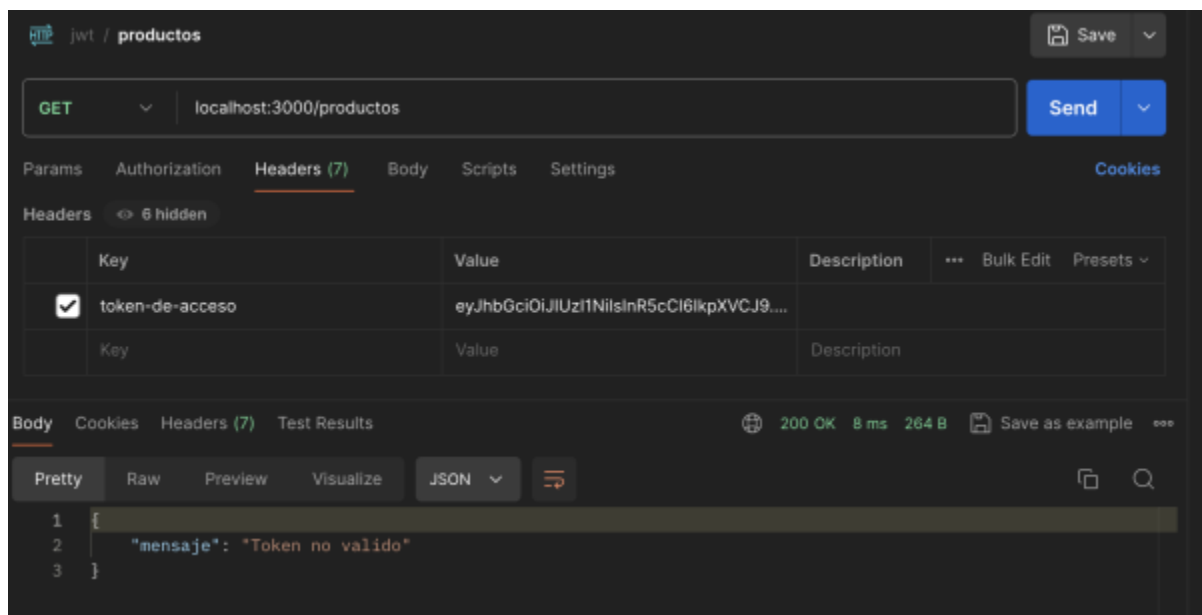 HTTP jwt / productos Save
GET localhost:3000/productos Send
Params Authorization Headers (7) Body Scripts Settings Cookies
Headers 6 hidden
Key Value Description ••• Bulk Edit Presets
token-de-acceso eyJhbGciOiJIUzI1NiIsInR5cCI6IkpXVCJ9....
Key Value Description
Body Cookies Headers (7) Test Results 200 OK 8 ms 264 B Save as example
Pretty Raw Preview Visualize JSON
1 {
2 "mensaje": "Token no valido"
3 }